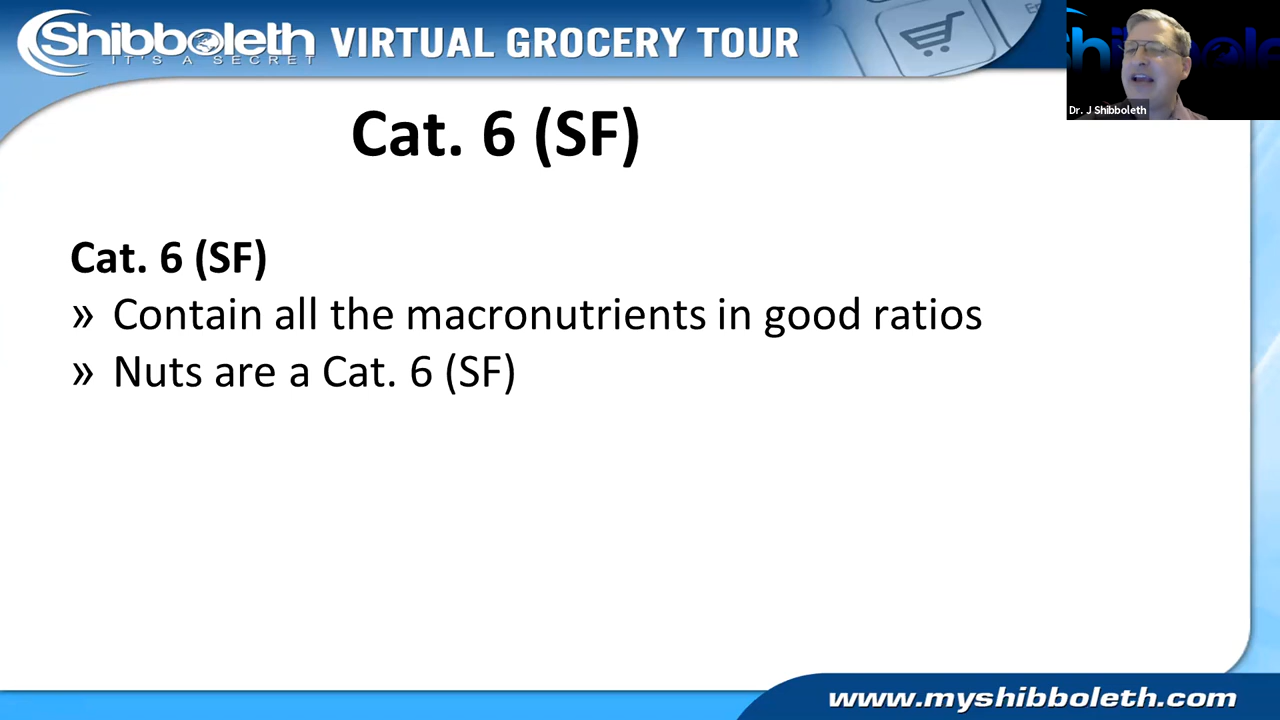 Shibboleth VIRTUAL GROCERY TOUR
IT'S A SECRET
Dr. J Shibboleth
Cat. 6 (SF)
Cat. 6 (SF)
» Contain all the macronutrients in good ratios
» Nuts are a Cat. 6 (SF)
www.myshibboleth.com